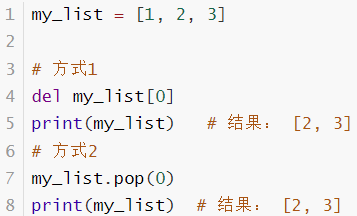 1 my_list = [1, 2, 3]
2
3 # 方式1
4 del my_list[0]
5 print(my_list)   # 结果： [2, 3]
6 # 方式2
7 my_list.pop(0)
8 print(my_list)  # 结果： [2, 3]